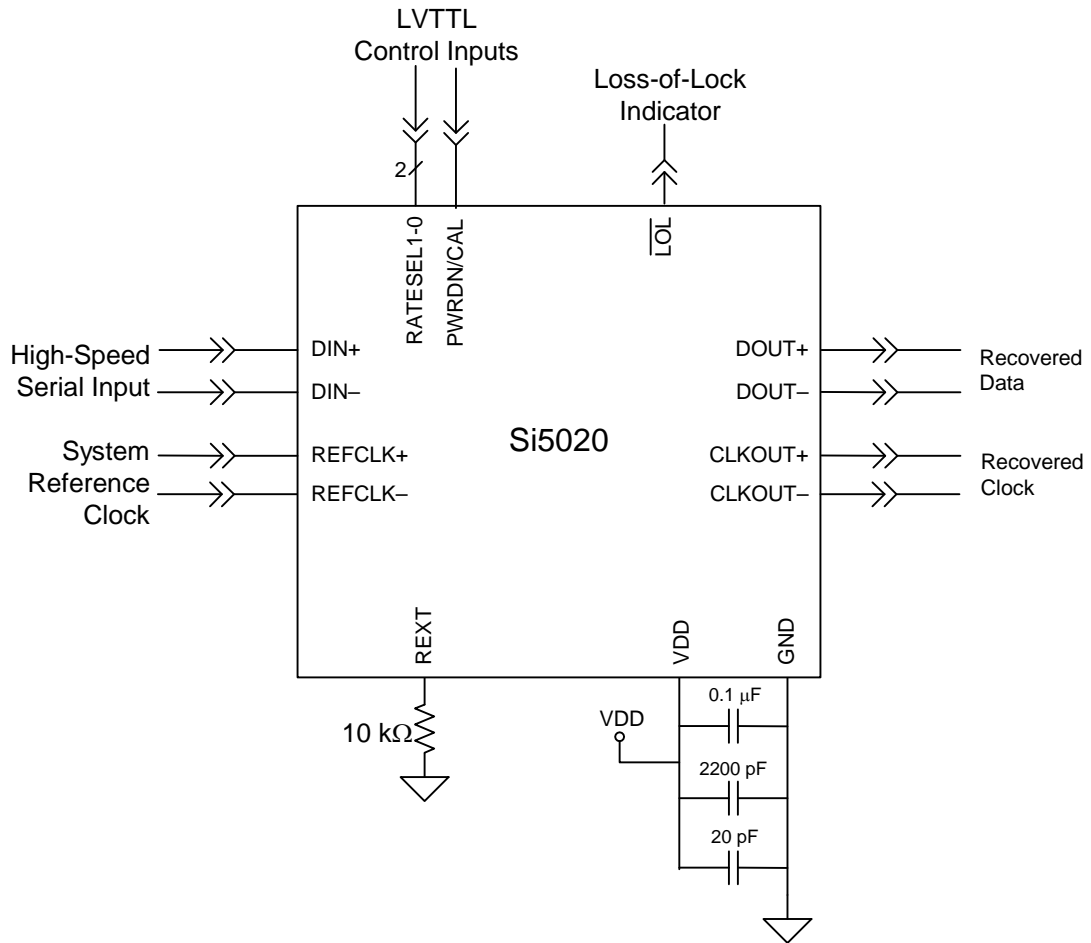 LVTTL
Control Inputs
Loss-of-Lock
Indicator
2
RATESEL1-0
PWRDN/CAL
LOL
High-Speed
Serial Input
DIN+
DIN–
System
Reference
Clock
REFCLK+
REFCLK–
Si5020
DOUT+
DOUT–
Recovered
Data
CLKOUT+
CLKOUT–
Recovered
Clock
REXT
VDD
GND
10 kΩ
VDD
0.1 μF
2200 pF
20 pF